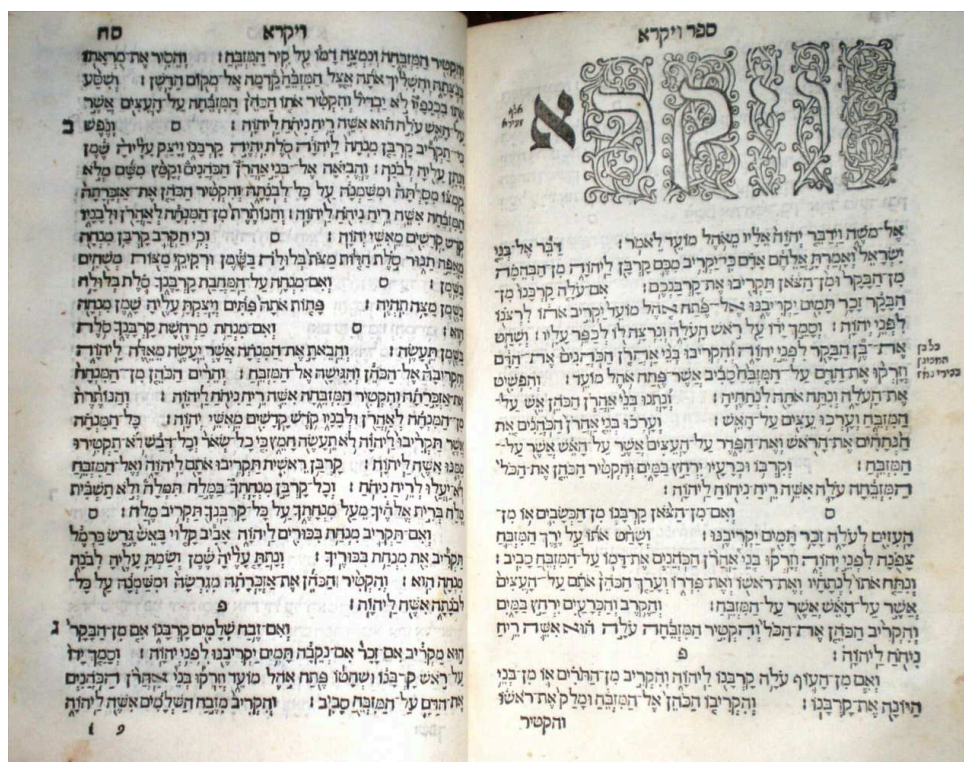 ספר ויקרא
ויקרא
אלף
זעירא
אל־משה וידבר יהוה אליו מאהל מועד לאמר : דבר אל־בני
ישראל ואמרת אלהם אדם כי־יקריב מכם קרבן ליהוה מן־הבהמה
מן־הבקר ומן־הצאן תקריבו את־קרבנכם : אם־עלה קרבנו מן־
הבקר זכר תמים יקריבנו אל־פתח אהל מועד יקריב אתו לרצנו
לפני יהוה : וסמך ידו על ראש העלה ונרצה לו לכפר עליו : ושחט
את־בן הבקר לפני יהוה והקריבו בני אהרן הכהנים את־הדם
וזרקו את־הדם על־המזבח סביב אשר־פתח אהל מועד : והפשיט
את־העלה ונתח אתה לנתחיה : ונתנו בני אהרן הכהן אש על־
המזבח וערכו עצים על־האש : וערכו בני אהרן הכהנים את
הנתחים את־הראש ואת־הפדר על־העצים אשר על־האש אשר על־
המזבח : וקרבו וכרעיו ירחץ במים והקטיר הכהן את־הכל
המזבחה עלה אשה ריח־ניחוח ליהוה :
ס ואם־מן־הצאן קרבנו מן־הכשבים או מן־
העזים לעלה זכר תמים יקריבנו : ושחט אתו על ירך המזבח
צפנה לפני יהוה וזרקו בני אהרן הכהנים את־דמו על־המזבח סביב :
ונתח אתו לנתחיו ואת־ראשו ואת־פדרו וערך הכהן אתם על־העצים
אשר על־האש אשר על־המזבח : והקרב והכרעים ירחץ במים
והקריב הכהן את־הכל והקטיר המזבחה עלה הוא אשה ריח
ניחח ליהוה : פ
ואם מן־העוף עלה קרבנו ליהוה והקריב מן־התרים או מן־בני
היונה את־קרבנו : והקריבו הכהן אל־המזבח ומלק את־ראשו
והקטיר
ויקרא סח
והקטיר המזבחה ונמצה דמו על קיר המזבח : והסיר את־מראתו
בנצתה והשליך אתה אצל המזבח קדמה אל־מקום הדשן : ושסע
אתו בכנפיו לא יבדיל והקטיר אתו הכהן המזבחה על־העצים אשר
על־האש עלה הוא אשה ריח ניחח ליהוה : ס ונפש ב
כי־תקריב קרבן מנחה ליהוה סלת יהיה קרבנו ויצק עליה שמן
ונתן עליה לבנה : והביאה אל־בני אהרן הכהנים וקמץ משם מלא
קמצו מסלתה ומשמנה על כל־לבנתה והקטיר הכהן את־אזכרתה
המזבחה אשה ריח ניחח ליהוה : והנותרת מן־המנחה לאהרן ולבניו
קדש קדשים מאשי יהוה : ס וכי תקרב קרבן מנחה
מאפה תנור סלת חלות מצת בלולת בשמן ורקיקי מצות משחים
בשמן : ס ואם־מנחה על־המחבת קרבנך סלת בלולה
בשמן מצה תהיה : פתות אתה פתים ויצקת עליה שמן מנחה
הוא : ס ואם־מנחת מרחשת קרבנך סלת
בשמן תעשה : והבאת את־המנחה אשר יעשה מאלה ליהוה
והקריבה אל־הכהן והגישה אל־המזבח : והרים הכהן מן־המנחה
את־אזכרתה והקטיר המזבחה אשה ריח ניחח ליהוה : והנותרת
מן־המנחה לאהרן ולבניו קדש קדשים מאשי יהוה : כל־המנחה
אשר תקריבו ליהוה לא תעשה חמץ כי כל־שאר וכל־דבש לא־תקטירו
ממנו אשה ליהוה : קרבן ראשית תקריבו אתם ליהוה ואל־המזבח
לא־יעלו לריח ניחח : וכל־קרבן מנחתך במלח תמלח ולא תשבית
מלח ברית אלהיך מעל מנחתך על כל־קרבנך תקריב מלח : ס
ואם־תקריב מנחת בכורים ליהוה אביב קלוי באש גרש כרמל
תקריב את מנחת בכוריך : ונתת עליה שמן ושמת עליה לבנה
מנחה הוא : והקטיר הכהן את־אזכרתה מגרשה ומשמנה על כל־
לבנתה אשה ליהוה : פ
ואם־זבח שלמים קרבנו אם מן־הבקר ג
הוא מקריב אם זכר אם־נקבה תמים יקריבנו לפני יהוה : וסמך ידו
על־ראש קרבנו ושחטו פתח אהל מועד וזרקו בני אהרן הכהנים
את־הדם על־המזבח סביב : והקריב מזבח השלמים אשה ליהוה